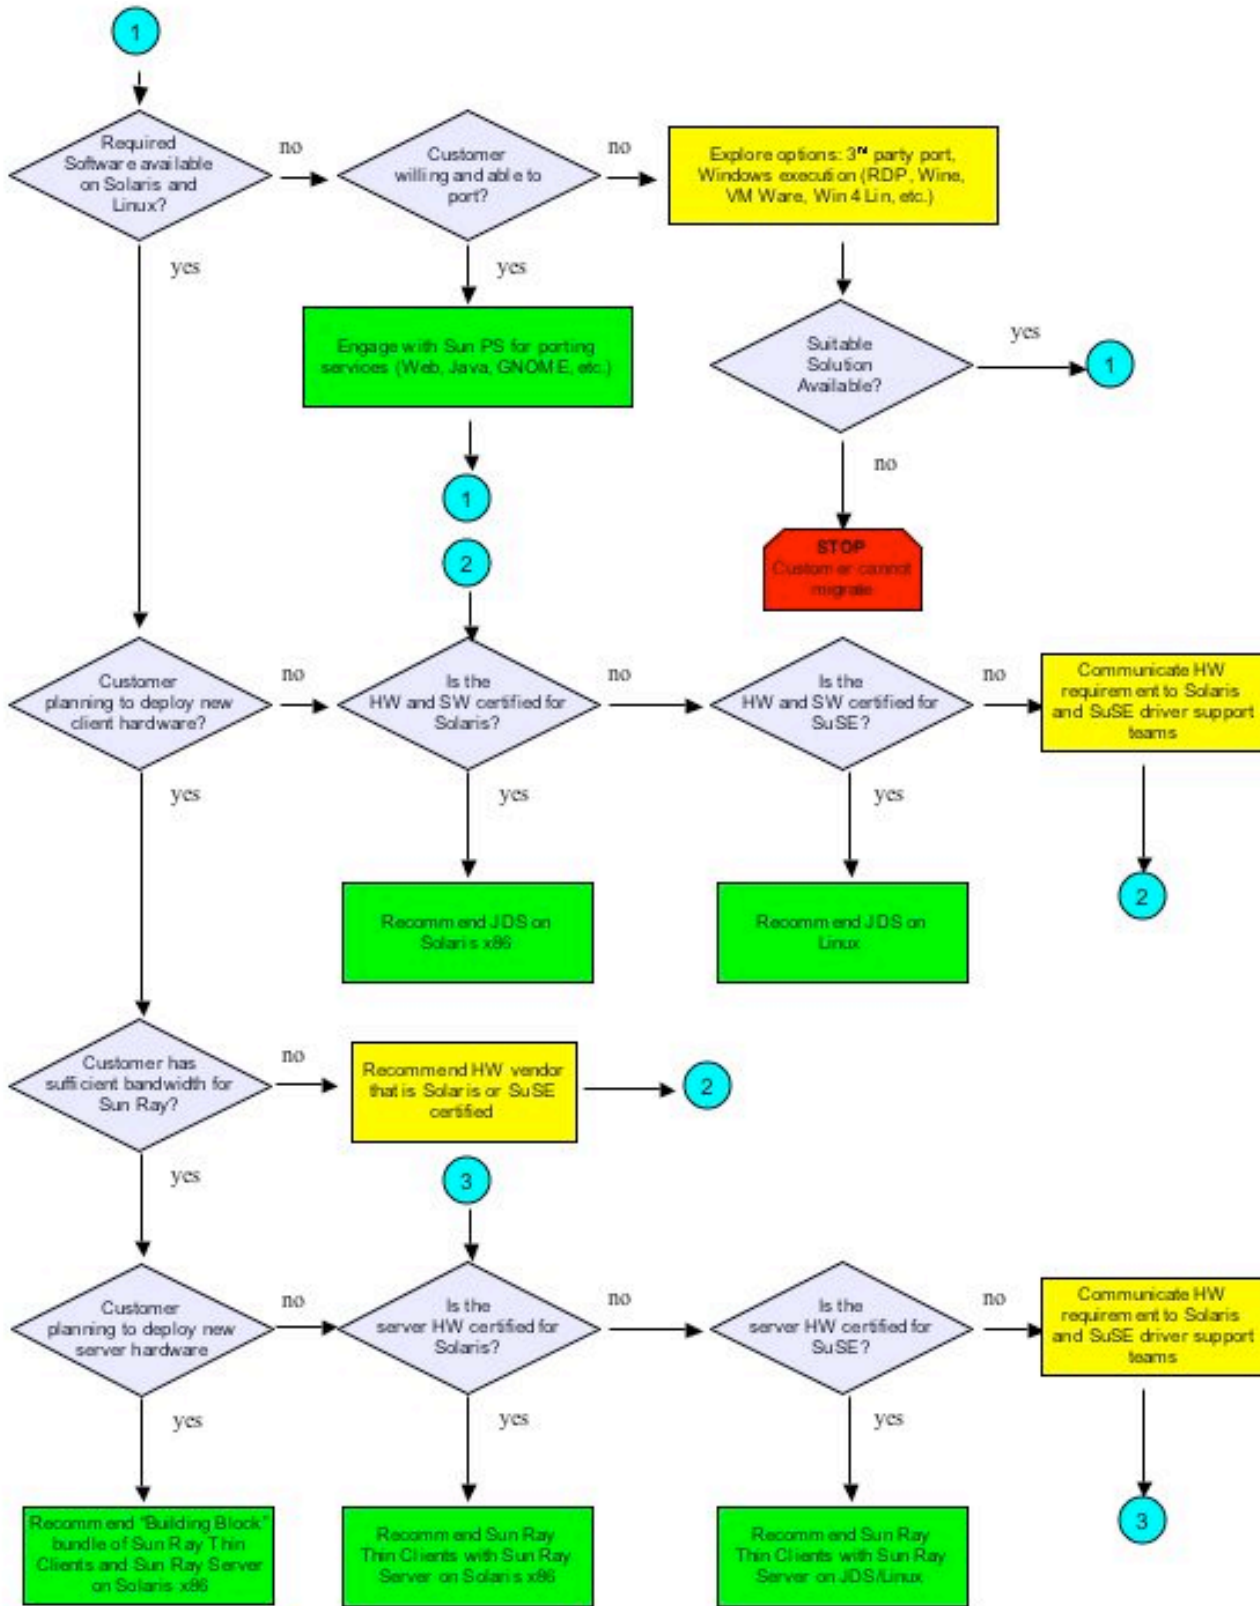 1
Required
Software available
on Solaris and
Linux?
no
Customer
willing and able to
port?
no
Explore options: 3rd party port,
Windows execution (RDP, Wine,
VM Ware, Win 4 Lin, etc.)
yes
yes
Engage with Sun PS for porting
services (Web, Java, GNOME, etc.)
Suitable
Solution
Available?
yes
1
no
1
2
STOP
Customer cannot
migrate
Customer
planning to deploy new
client hardware?
no
Is the
HW and SW certified for
Solaris?
no
Is the
HW and SW certified for
SuSE?
no
Communicate HW
requirement to Solaris
and SuSE driver support
teams
yes
yes
yes
2
Recommend JDS on
Solaris x86
Recommend JDS on
Linux
Customer has
sufficient bandwidth for
Sun Ray?
no
Recommend HW vendor
that is Solaris or SuSE
certified
2
yes
3
Customer
planning to deploy new
server hardware
no
Is the
server HW certified for
Solaris?
no
Is the
server HW certified for
SuSE?
no
Communicate HW
requirement to Solaris
and SuSE driver support
teams
yes
yes
yes
3
Recommend "Building Block"
bundle of Sun Ray Thin
Clients and Sun Ray Server
on Solaris x86
Recommend Sun Ray
Thin Clients with Sun Ray
Server on Solaris x86
Recommend Sun Ray
Thin Clients with Sun Ray
Server on JDS/Linux